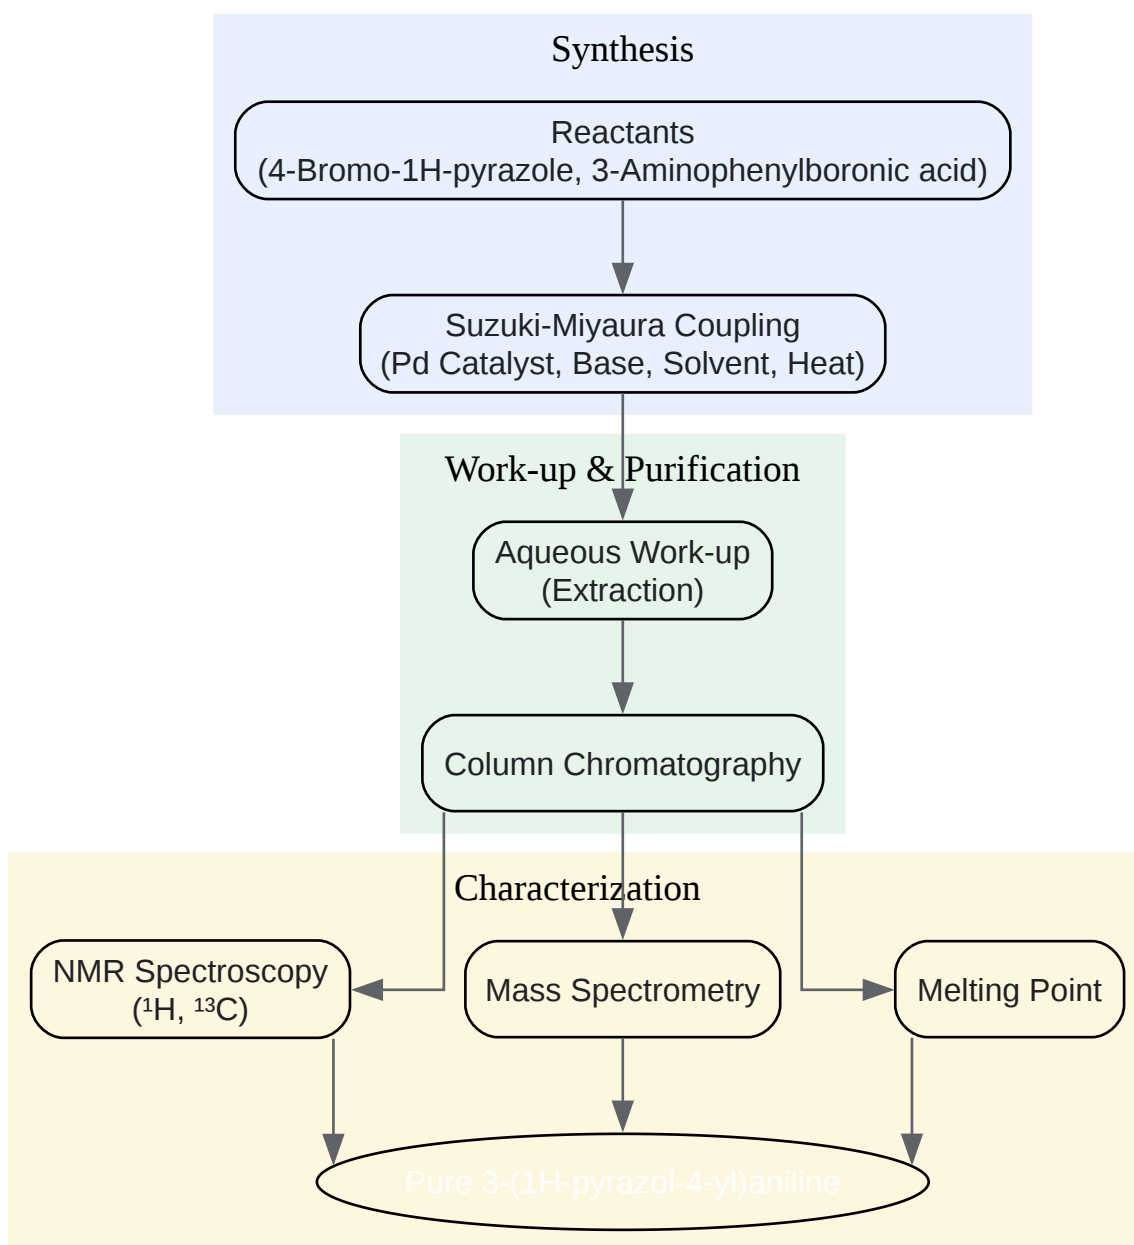 Synthesis
Reactants
(4-Bromo-1H-pyrazole, 3-Aminophenylboronic acid)
Suzuki-Miyaura Coupling
(Pd Catalyst, Base, Solvent, Heat)
Work-up & Purification
Aqueous Work-up
(Extraction)
Column Chromatography
Characterization
NMR Spectroscopy
(¹H, ¹³C)
Mass Spectrometry
Melting Point
Pure 3-(1H-pyrazol-4-yl)aniline